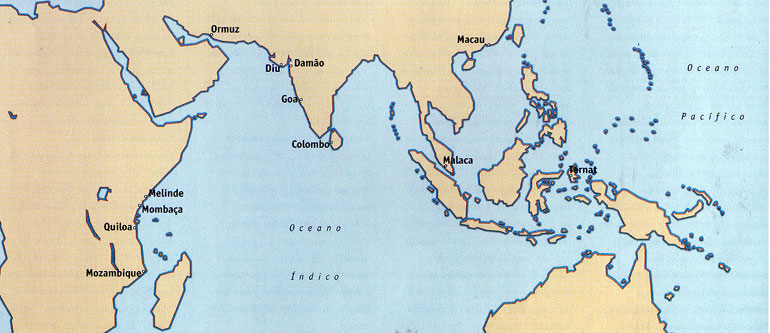 Ormuz
Macau
Diu
Damão
Oceano
Goa
Pacífico
Colombo
Malaca
Ternat
Melinde
Mombaça
Quiloa
Oceano
Mozambique
Índico